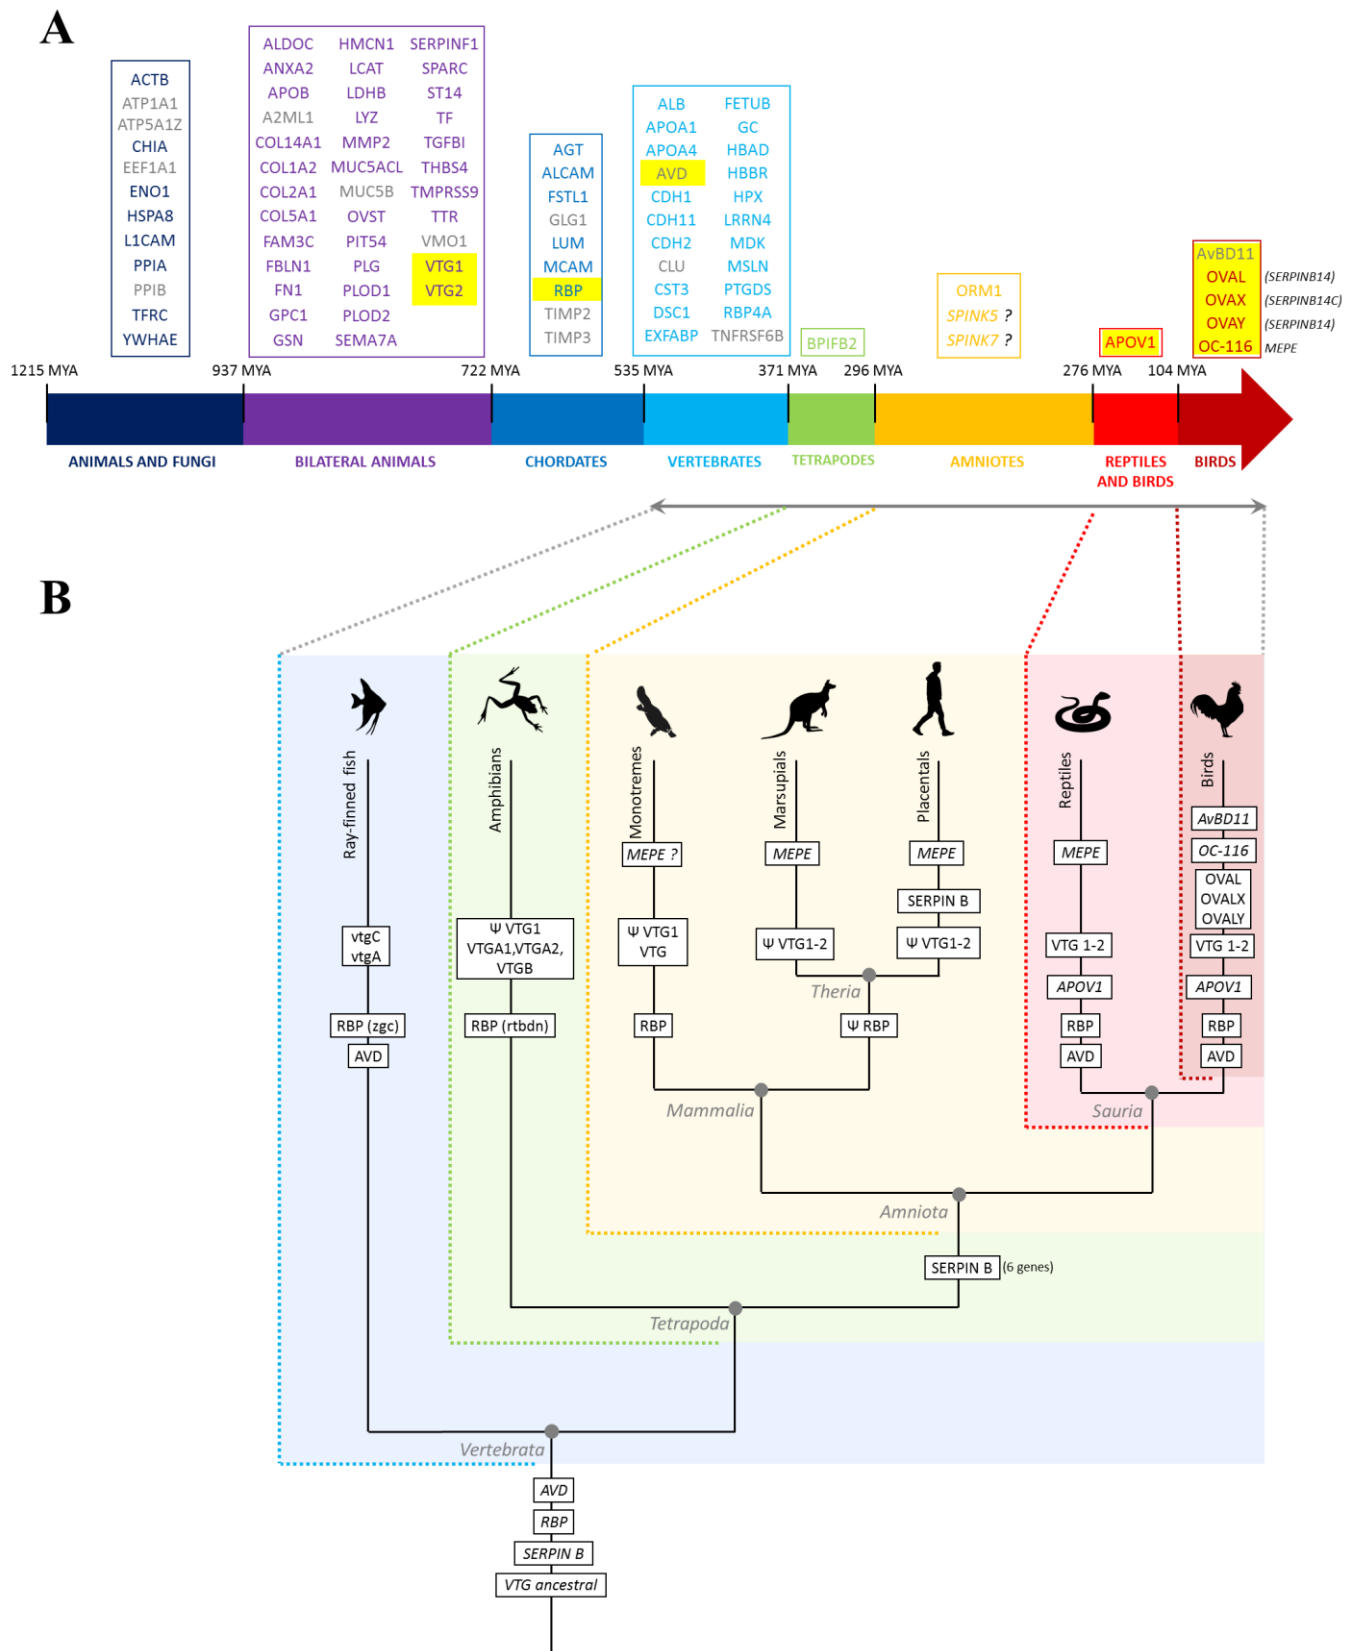 A
ACTB
ATP1A1
ATP5A1Z
CHIA
EEF1A1
ENO1
HSPA8
L1CAM
PPIA
PPIB
TFRC
YWHAE
ALDOC HMCN1 SERPINF1
ANXA2 LCAT SPARC
APOB LDHB ST14
A2ML1 LYZ TF
COL14A1 MMP2 TGFBI
COL1A2 MUC5ACL THBS4
COL2A1 MUC5B TMPRSS9
COL5A1 OVST TTR
FAM3C PIT54 VMO1
FBLN1 PLG VTG1
FN1 PLOD1 VTG2
GPC1 PLOD2
GSN SEMA7A
AGT
ALCAM
FSTL1
GLG1
LUM
MCAM
RBP
TIMP2
TIMP3
ALB FETUB
APOA1 GC
APOA4 HBAD
AVD HBBR
CDH1 HPX
CDH11 LRRN4
CDH2 MDK
CLU MSLN
CST3 PTGDS
DSC1 RBP4A
EXFABP TNFRSF6B
BPIFB2
ORM1
SPINK5 ?
SPINK7 ?
APOV1
AvBD11
OVAL (SERPINB14)
OVAX (SERPINB14C)
OVAY (SERPINB14)
OC-116 MEPE
1215 MYA 937 MYA 722 MYA 535 MYA 371 MYA 296 MYA 276 MYA 104 MYA
ANIMALS AND FUNGI BILATERAL ANIMALS CHORDATES VERTEBRATES TETRAPODES AMNIOTES REPTILES AND BIRDS BIRDS
B
Ray-finned fish
vtgC
vtgA
RBP (zgc)
AVD
Amphibians
Ψ VTG1
VTGA1,VTGA2,
VTGB
RBP (rtbdn)
Monotremes
MEPE ?
Ψ VTG1
VTG
RBP
Marsupials
MEPE
Ψ VTG1-2
Placentals
MEPE
SERPIN B
Ψ VTG1-2
Theria
Ψ RBP
Mammalia
Reptiles
MEPE
VTG 1-2
APOV1
RBP
AVD
Birds
AvBD11
OC-116
OVAL
OVALX
OVALY
VTG 1-2
APOV1
RBP
AVD
Sauria
Amniota
SERPIN B (6 genes)
Tetrapoda
Vertebrata
AVD
RBP
SERPIN B
VTG ancestral